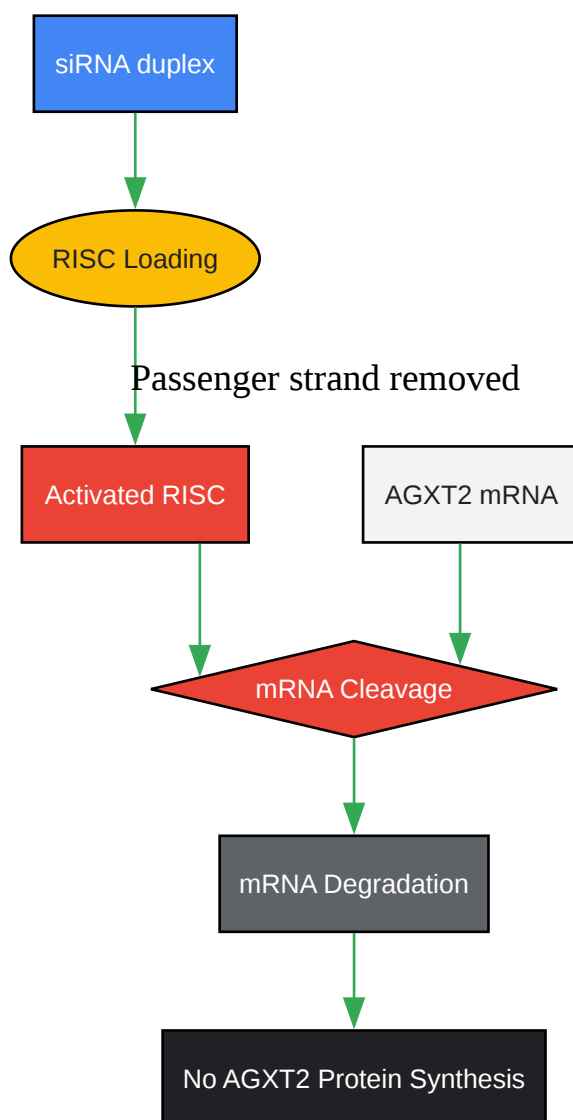 siRNA duplex
RISC Loading
Passenger strand removed
Activated RISC
AGXT2 mRNA
mRNA Cleavage
mRNA Degradation
No AGXT2 Protein Synthesis